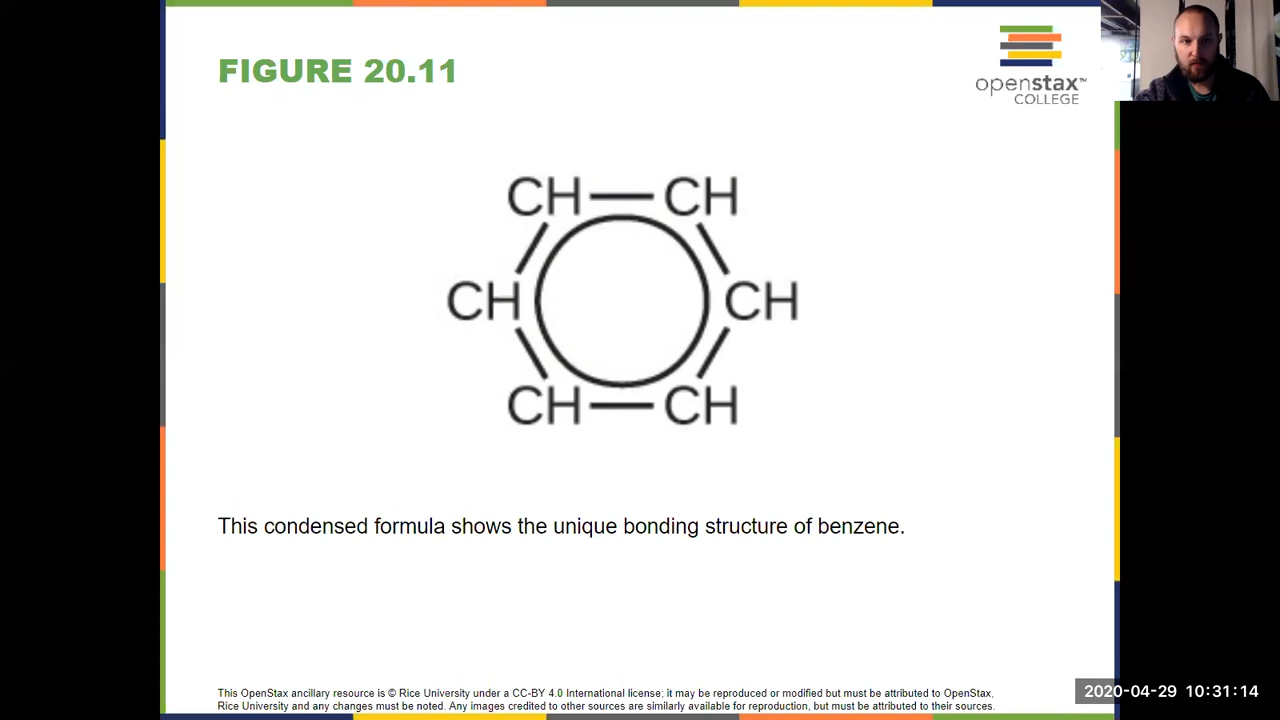 FIGURE 20.11
openstax™
COLLEGE
CH CH
CH CH
CH CH
This condensed formula shows the unique bonding structure of benzene.
This OpenStax ancillary resource is © Rice University under a CC-BY 4.0 International license; it may be reproduced or modified but must be attributed to OpenStax,
Rice University and any changes must be noted. Any images credited to other sources are similarly available for reproduction, but must be attributed to their sources.
2020-04-29 10:31:14